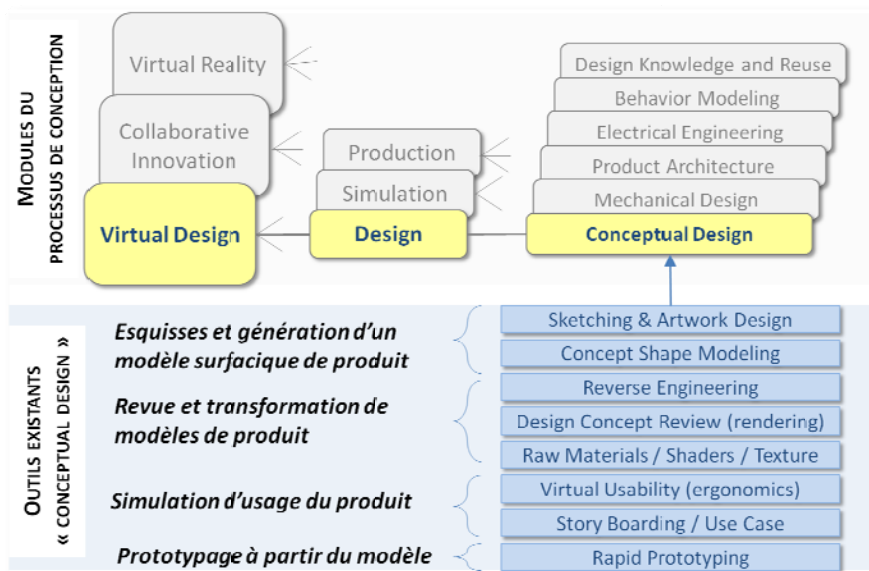 MODULES DU
PROCESSUS DE CONCEPTION
Virtual Reality
Collaborative
Innovation
Virtual Design
Production
Simulation
Design
Design Knowledge and Reuse
Behavior Modeling
Electrical Engineering
Product Architecture
Mechanical Design
Conceptual Design
OUTILS EXISTANTS
« CONCEPTUAL DESIGN »
Esquisses et génération d'un
modèle surfacique de produit
Sketching & Artwork Design
Concept Shape Modeling
Revue et transformation de
modèles de produit
Reverse Engineering
Design Concept Review (rendering)
Raw Materials / Shaders / Texture
Simulation d'usage du produit
Virtual Usability (ergonomics)
Story Boarding / Use Case
Prototypage à partir du modèle
Rapid Prototyping